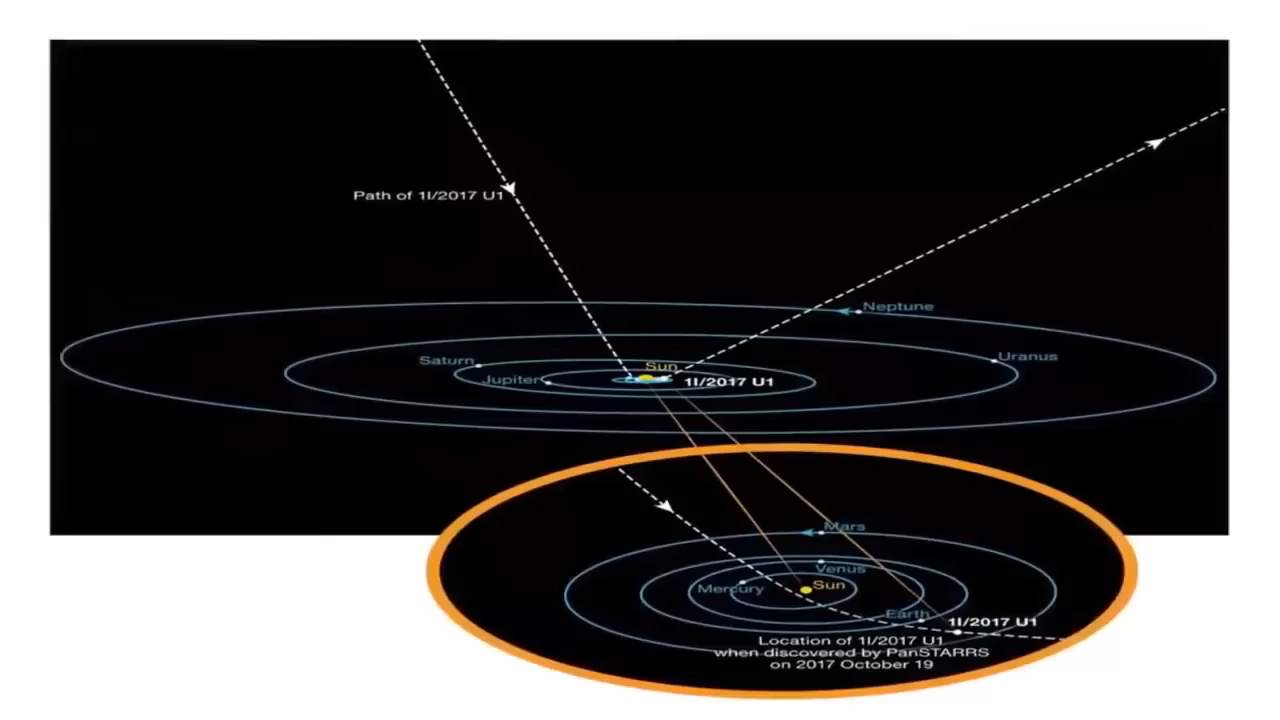 Path of 1I/2017 U1
Neptune
Uranus
Saturn
Sun
Jupiter
1I/2017 U1
Mars
Venus
Mercury
Sun
Earth
1I/2017 U1
Location of 1I/2017 U1
when discovered by PanSTARRS
on 2017 October 19